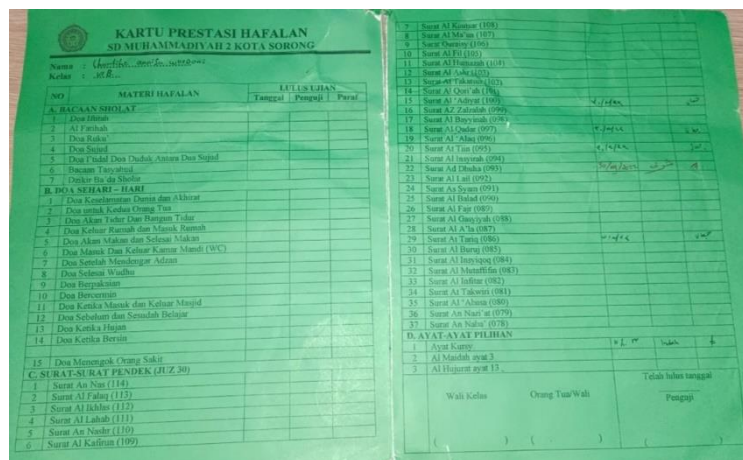 KARTU PRESTASI HAFALAN
SD MUHAMMADIYAH 2 KOTA SORONG
Nama :
Kelas :
NO MATERI HAFALAN LULUS UJIAN
Tanggal Penguji Paraf
A. BACAAN SHOLAT
1 Doa Iftitah
2 Al Fatihah
3 Doa Ruku'
4 Doa Sujud
5 Doa I'tidal Doa Duduk Antara Dua Sujud
6 Bacaan Tasyahud
7 Dzikir Ba'da Sholat
B. DOA SEHARI – HARI
1 Doa Keselamatan Dunia dan Akhirat
2 Doa untuk Kedua Orang Tua
3 Doa Akan Tidur Dan Bangun Tidur
4 Doa Keluar Rumah dan Masuk Rumah
5 Doa Akan Makan dan Selesai Makan
6 Doa Masuk Dan Keluar Kamar Mandi (WC)
7 Doa Setelah Mendengar Adzan
8 Doa Selesai Wudhu
9 Doa Berpakaian
10 Doa Bercermin
11 Doa Ketika Masuk dan Keluar Masjid
12 Doa Sebelum dan Sesudah Belajar
13 Doa Ketika Hujan
14 Doa Ketika Bersin
15 Doa Menengok Orang Sakit
C. SURAT-SURAT PENDEK (JUZ 30)
1 Surat An Nas (114)
2 Surat Al Falaq (113)
3 Surat Al Ikhlas (112)
4 Surat Al Lahab (111)
5 Surat An Nashr (110)
6 Surat Al Kafirun (109)
7 Surat Al Kautsar (108)
8 Surat Al Ma'un (107)
9 Surat Quraisy (106)
10 Surat Al Fil (105)
11 Surat Al Humazah (104)
12 Surat Al Ashr (103)
13 Surat At Takatsur (102)
14 Surat Al Qori'ah (101)
15 Surat Al 'Adiyat (100)
16 Surat AZ Zalzalah (099)
17 Surat Al Bayyinah (098)
18 Surat Al Qadar (097)
19 Surat Al 'Alaq (096)
20 Surat At Tiin (095)
21 Surat Al Insyirah (094)
22 Surat Ad Dhuha (093)
23 Surat Al Lail (092)
24 Surat As Syam (091)
25 Surat Al Balad (090)
26 Surat Al Fajr (089)
27 Surat Al Gasyiyah (088)
28 Surat Al A'la (087)
29 Surat At Tariq (086)
30 Surat Al Buruj (085)
31 Surat Al Insyiqoq (084)
32 Surat Al Mutaffifin (083)
33 Surat Al Infitar (082)
34 Surat At Takwiri (081)
35 Surat Al 'Abasa (080)
36 Surat An Nazi'at (079)
37 Surat An Naba' (078)
D. AYAT-AYAT PILIHAN
1 Ayat Kursy
2 Al Maidah ayat 3
3 Al Hujurat ayat 13
Telah lulus tanggal
Wali Kelas Orang Tua/Wali Penguji
( ) ( ) ( )